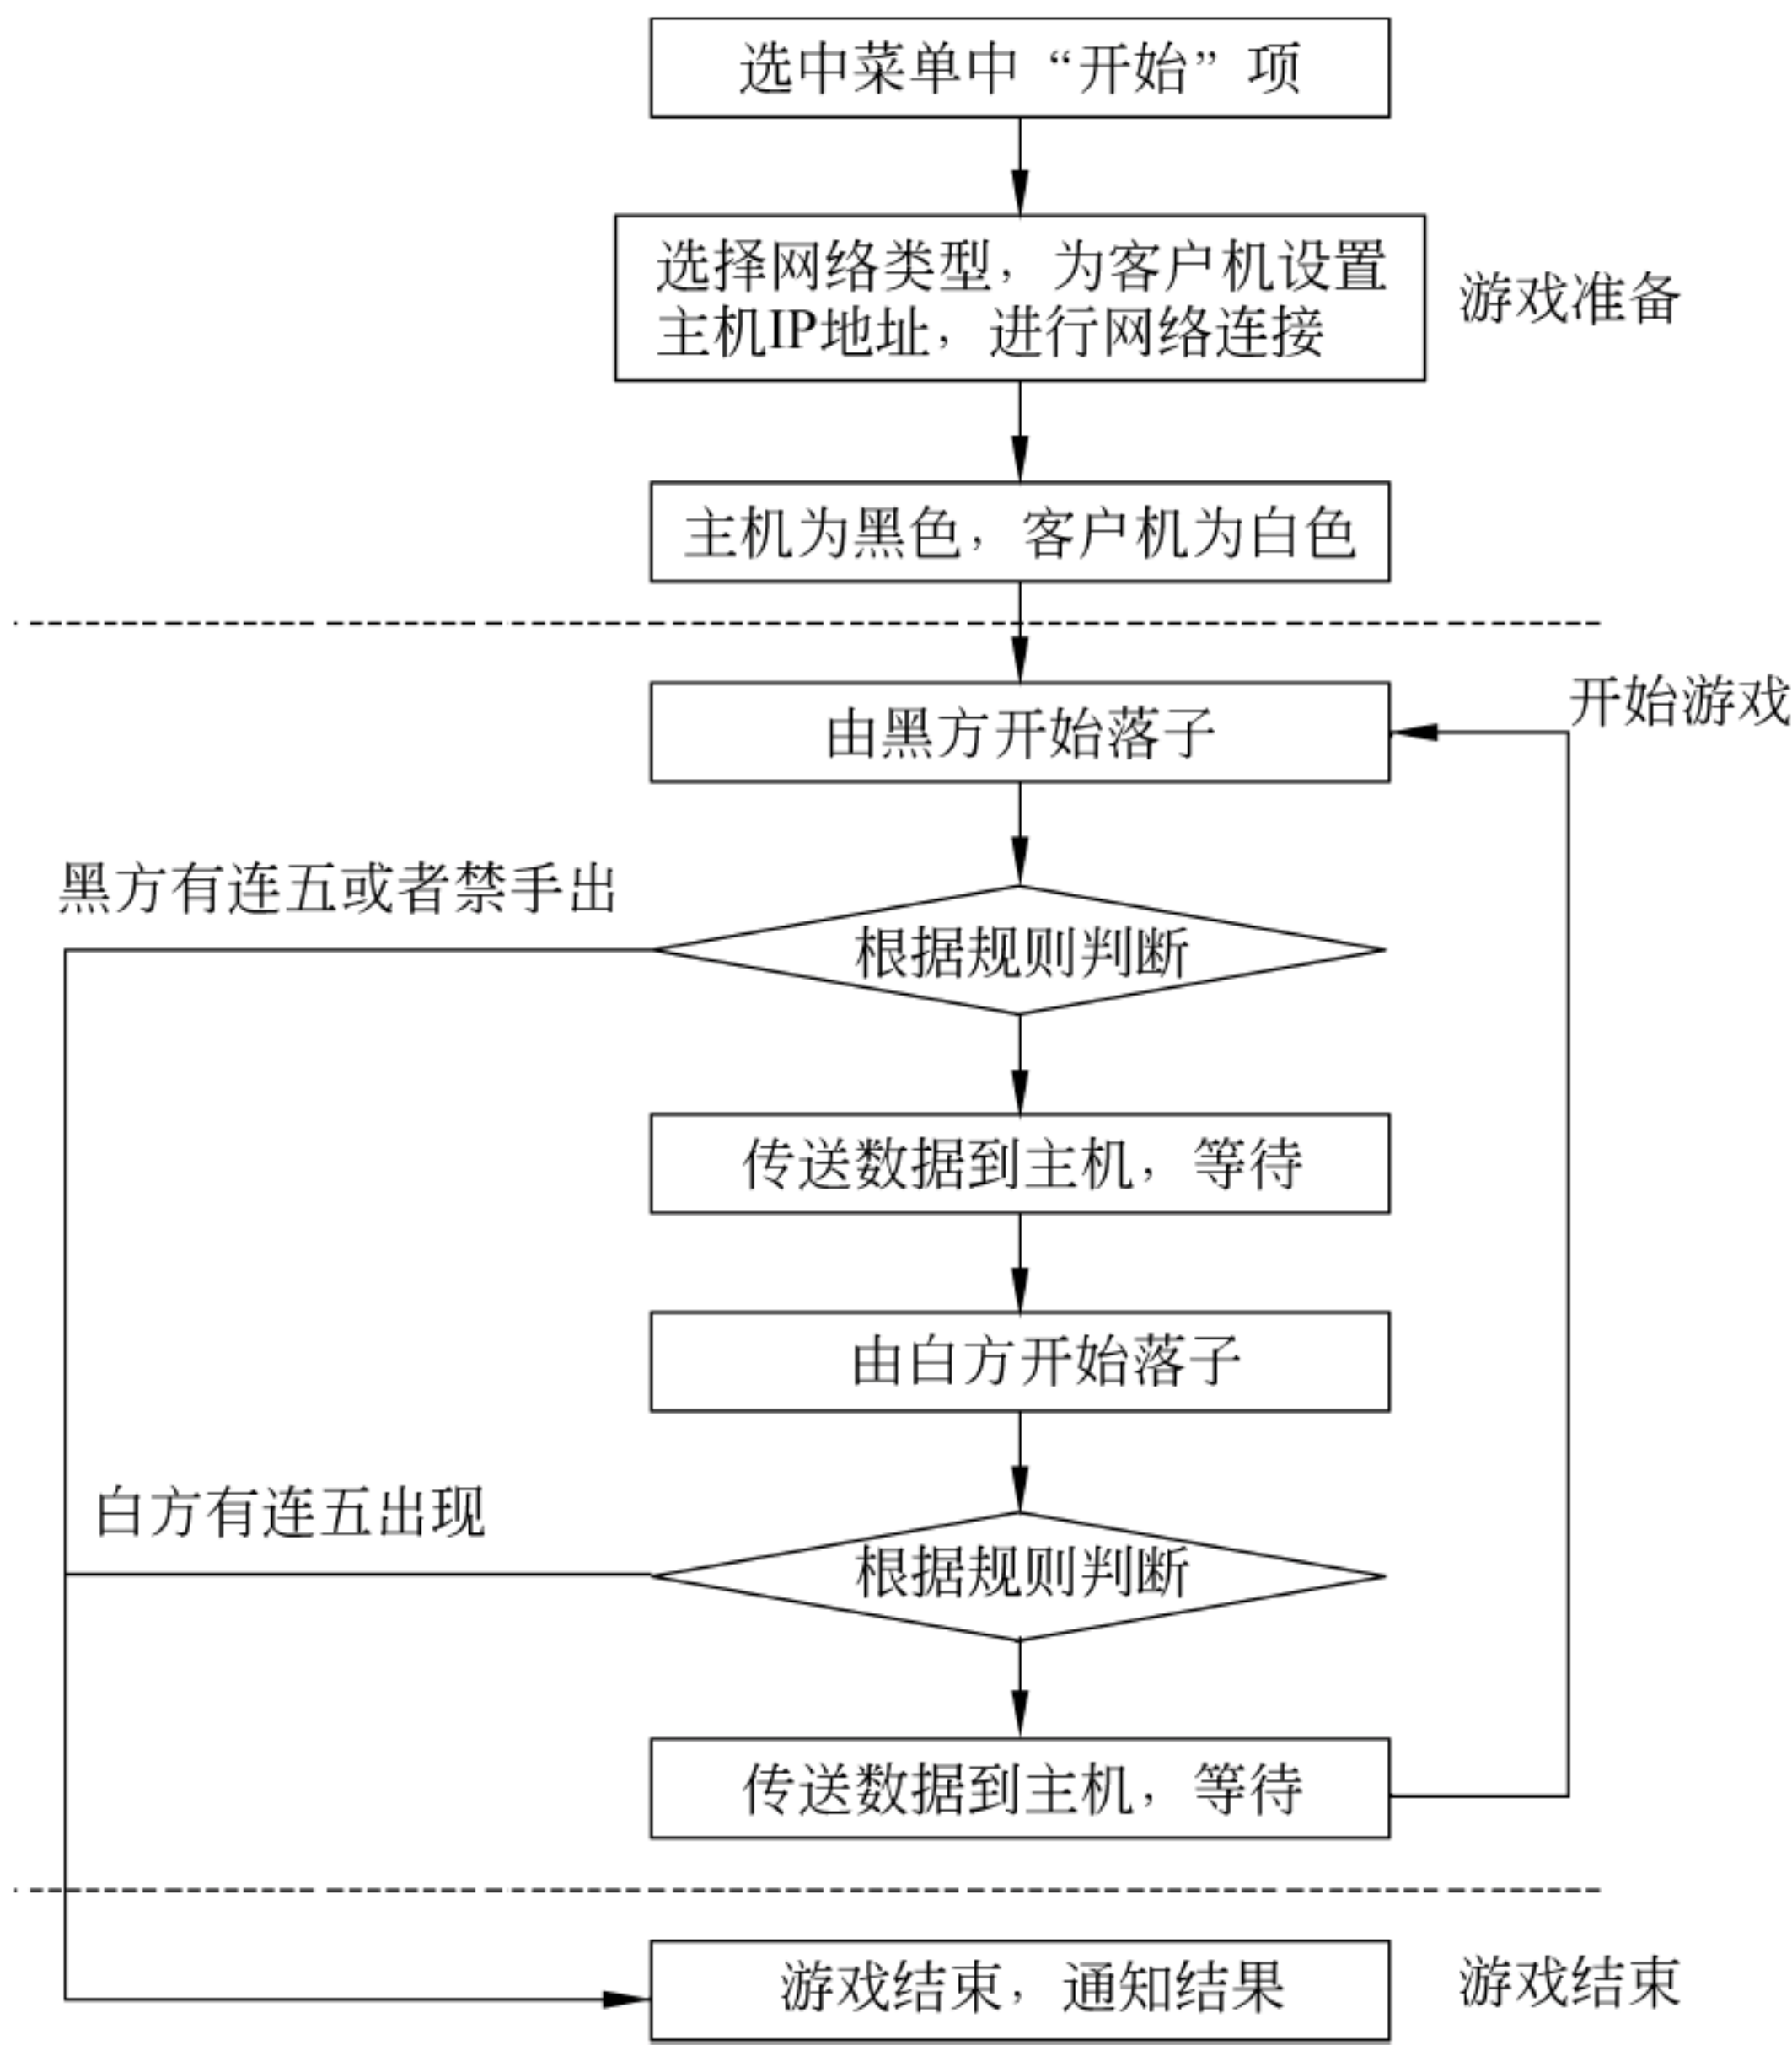 选中菜单中“开始”项
选择网络类型，为客户机设置
主机IP地址，进行网络连接
游戏准备
主机为黑色，客户机为白色
开始游戏
由黑方开始落子
黑方有连五或者禁手出
根据规则判断
传送数据到主机，等待
由白方开始落子
白方有连五出现
根据规则判断
传送数据到主机，等待
游戏结束，通知结果
游戏结束